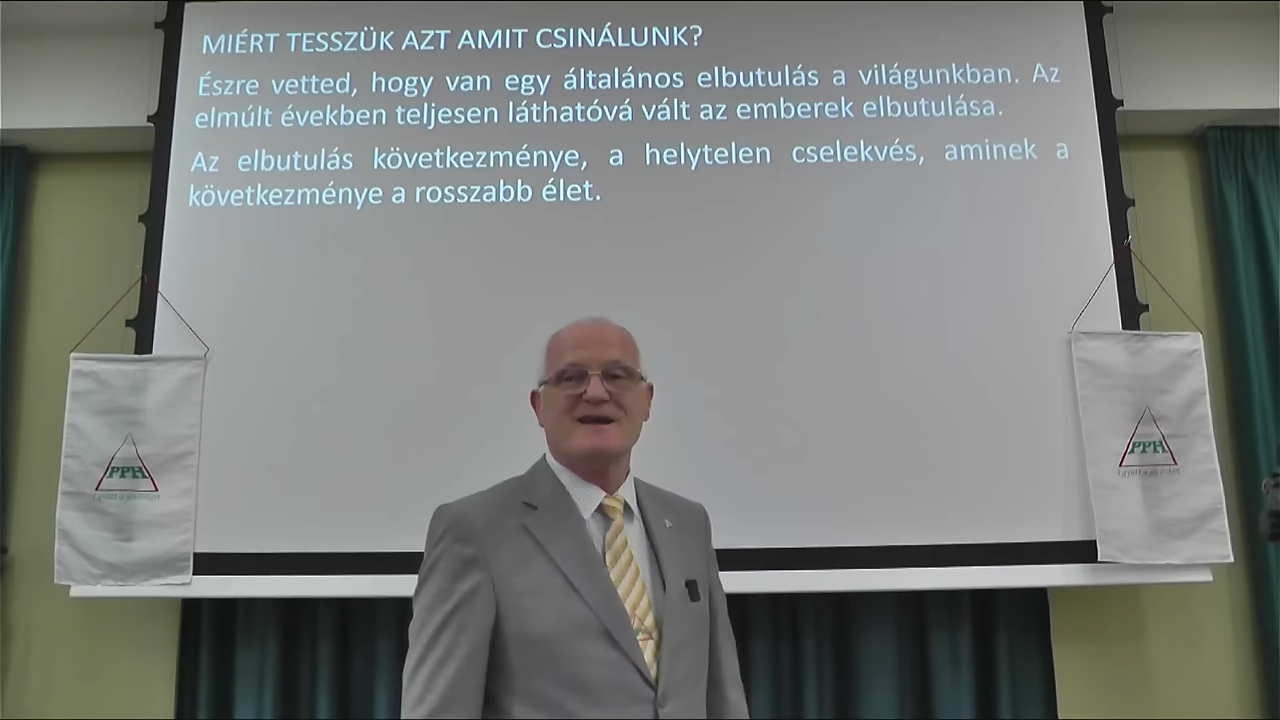 MIÉRT TESSZÜK AZT AMIT CSINÁLUNK?
Észre vetted, hogy van egy általános elbutulás a világunkban. Az
elmúlt években teljesen láthatóvá vált az emberek elbutulása.
Az elbutulás következménye, a helytelen cselekvés, aminek a
következménye a rosszabb élet.
PPH
PPH